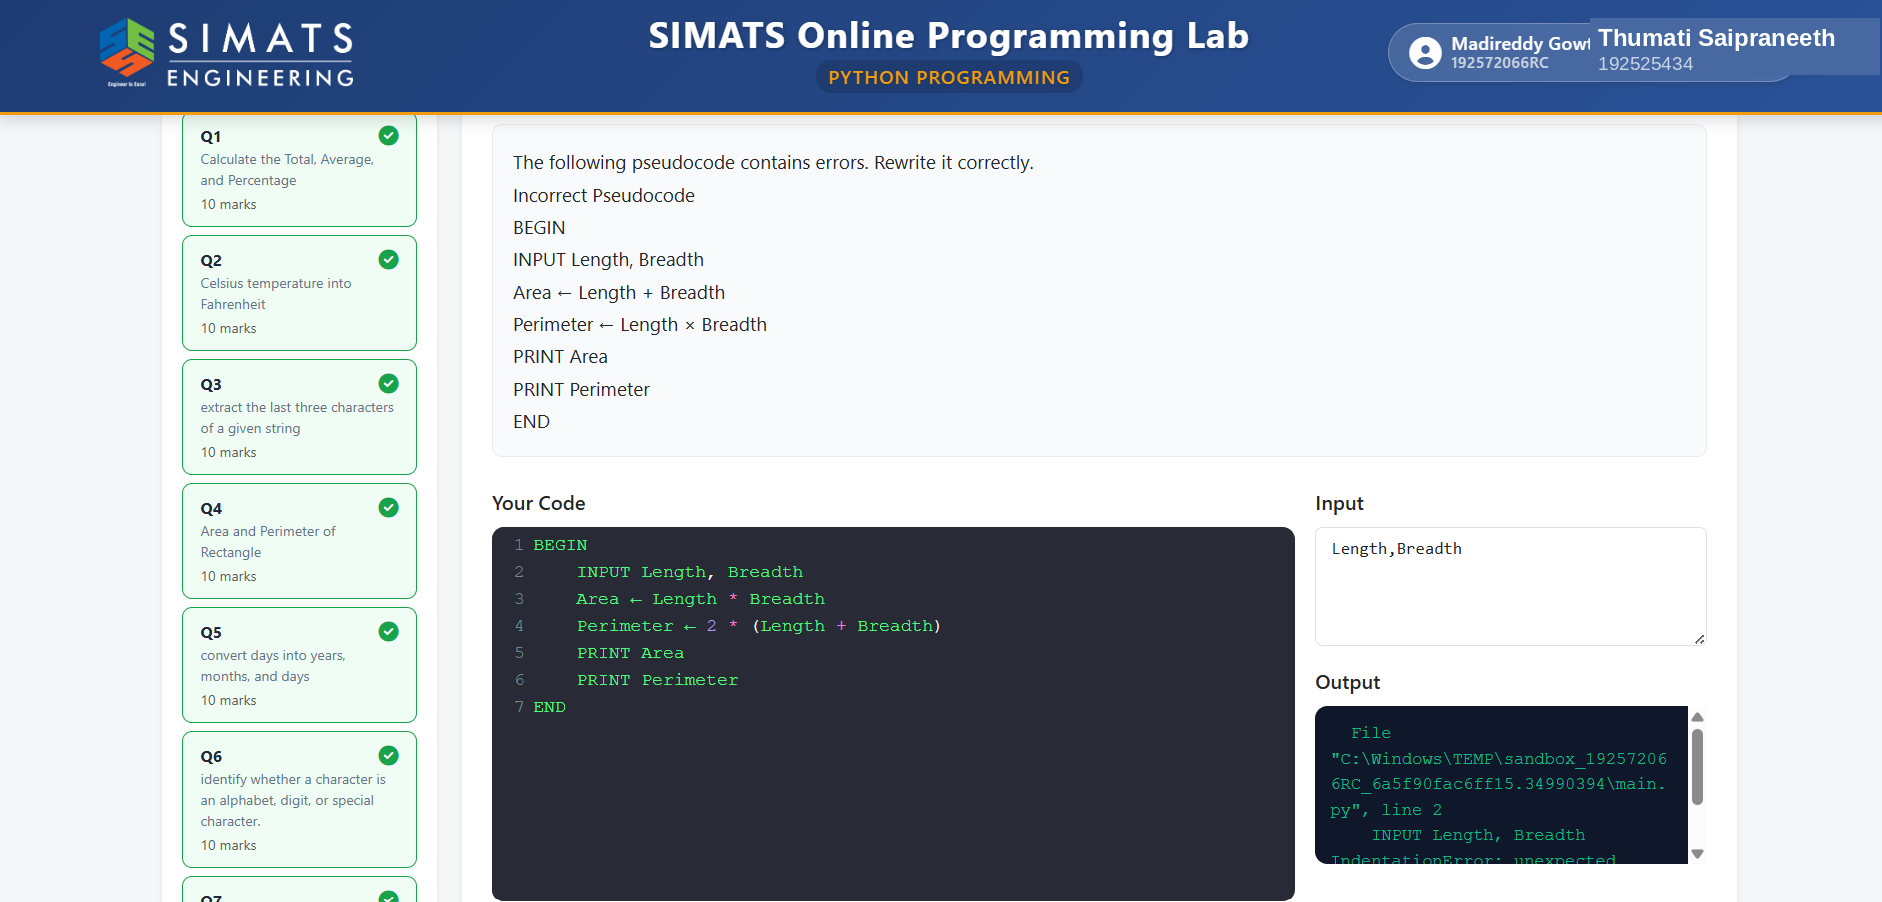 SIMATS
ENGINEERING
Engineer to Excel
SIMATS Online Programming Lab
PYTHON PROGRAMMING
Madireddy Gowt
192572066RC
Thumati Saipraneeth
192525434
Q1
Calculate the Total, Average,
and Percentage
10 marks
Q2
Celsius temperature into
Fahrenheit
10 marks
Q3
extract the last three characters
of a given string
10 marks
Q4
Area and Perimeter of
Rectangle
10 marks
Q5
convert days into years,
months, and days
10 marks
Q6
identify whether a character is
an alphabet, digit, or special
character.
10 marks
Q7
The following pseudocode contains errors. Rewrite it correctly.
Incorrect Pseudocode
BEGIN
INPUT Length, Breadth
Area ← Length + Breadth
Perimeter ← Length × Breadth
PRINT Area
PRINT Perimeter
END
Your Code
1 BEGIN
2     INPUT Length, Breadth
3     Area ← Length * Breadth
4     Perimeter ← 2 * (Length + Breadth)
5     PRINT Area
6     PRINT Perimeter
7 END
Input
Length,Breadth
Output
File
"C:\Windows\TEMP\sandbox_19257206
6RC_6a5f90fac6ff15.34990394\main.
py", line 2
INPUT Length, Breadth
IndentationError: unexpected